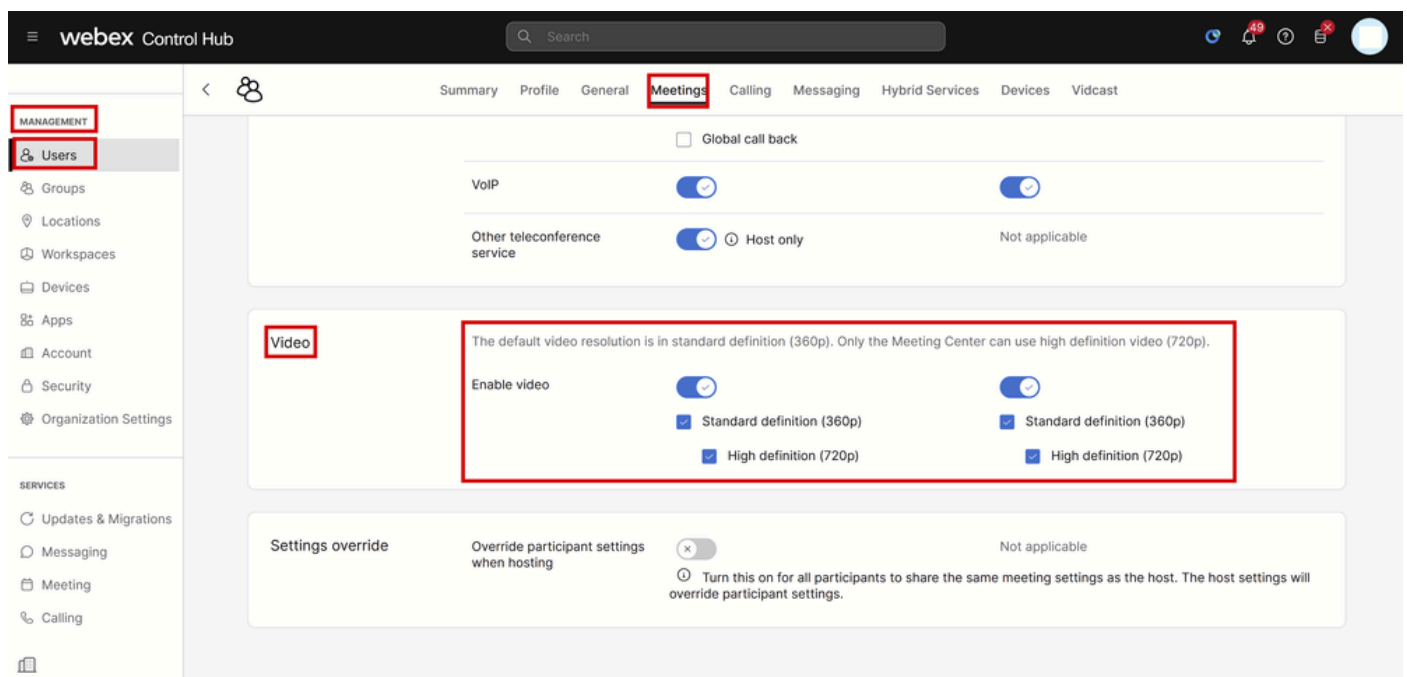 webex Control Hub
Search
49
Summary Profile General Meetings Calling Messaging Hybrid Services Devices Vidcast
MANAGEMENT
Users
Groups
Locations
Workspaces
Devices
Apps
Account
Security
Organization Settings
SERVICES
Updates & Migrations
Messaging
Meeting
Calling
Global call back
VoIP
Other teleconference
service
Host only
Not applicable
Video
The default video resolution is in standard definition (360p). Only the Meeting Center can use high definition video (720p).
Enable video
Standard definition (360p) Standard definition (360p)
High definition (720p) High definition (720p)
Settings override
Override participant settings
when hosting
Not applicable
Turn this on for all participants to share the same meeting settings as the host. The host settings will
override participant settings.